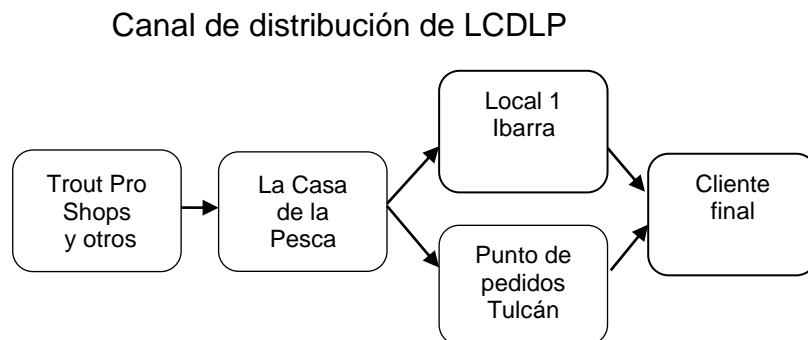 Canal de distribución de LCDLP
Trout Pro
Shops
y otros
La Casa
de la
Pesca
Local 1
Ibarra
Punto de
pedidos
Tulcán
Cliente
final